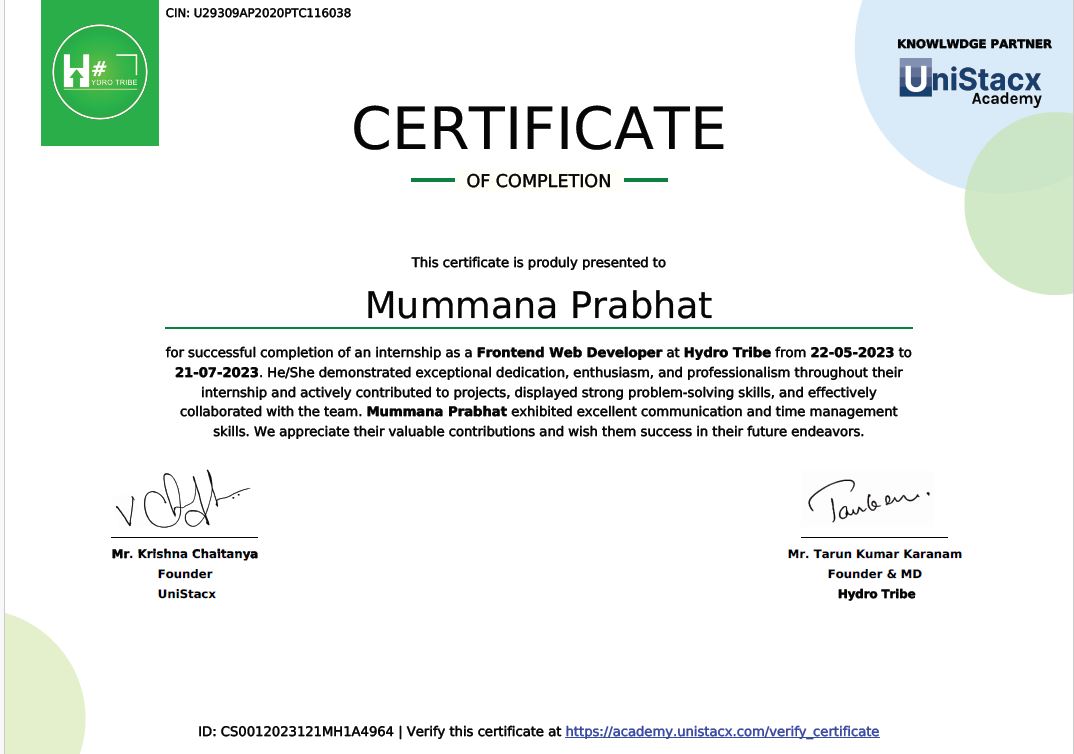 CIN: U29309AP2020PTC116038
H#
YDRO TRIBE
KNOWLWDGE PARTNER
UniStacx
Academy
CERTIFICATE
OF COMPLETION
This certificate is produly presented to
Mummana Prabhat
for successful completion of an internship as a Frontend Web Developer at Hydro Tribe from 22-05-2023 to
21-07-2023. He/She demonstrated exceptional dedication, enthusiasm, and professionalism throughout their
internship and actively contributed to projects, displayed strong problem-solving skills, and effectively
collaborated with the team. Mummana Prabhat exhibited excellent communication and time management
skills. We appreciate their valuable contributions and wish them success in their future endeavors.
Mr. Krishna Chaitanya
Founder
UniStacx
Mr. Tarun Kumar Karanam
Founder & MD
Hydro Tribe
ID: CS0012023121MH1A4964 | Verify this certificate at https://academy.unistacx.com/verify_certificate